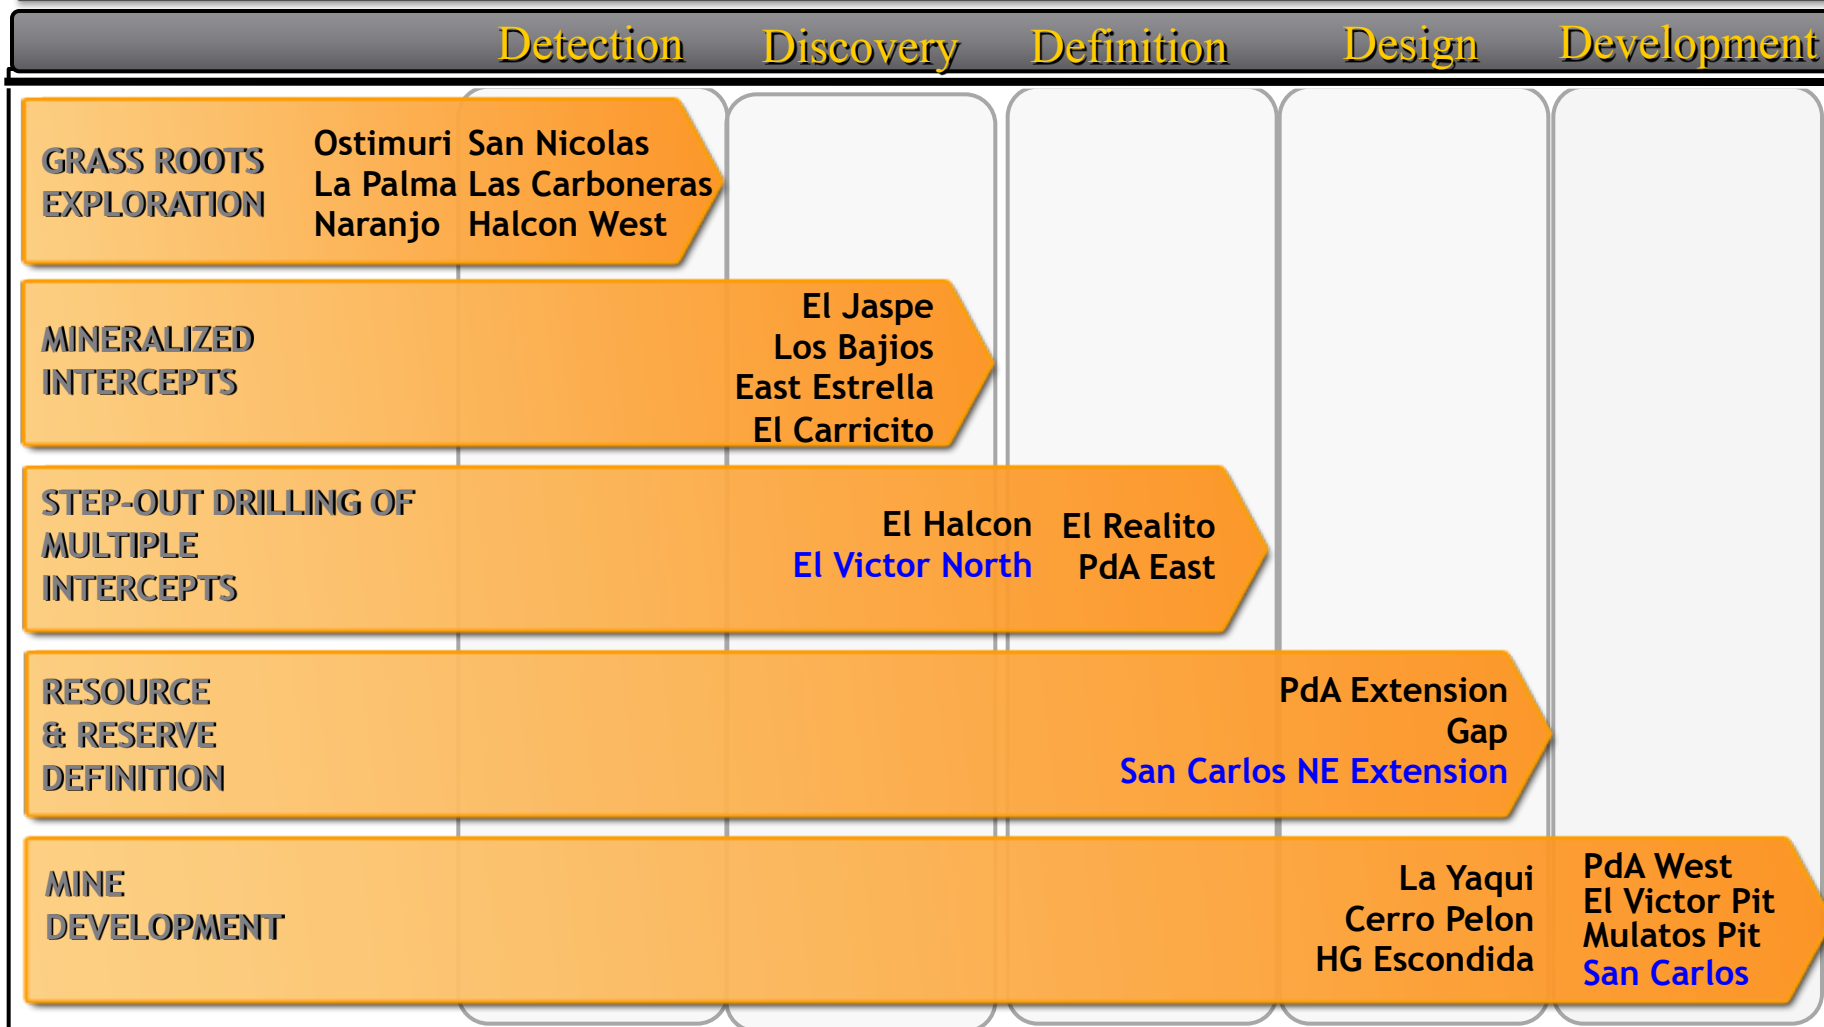 Detection Discovery Definition Design Development
GRASS ROOTS
EXPLORATION
Ostimuri San Nicolas
La Palma Las Carboneras
Naranjo Halcon West
MINERALIZED
INTERCEPTS
El Jaspe
Los Bajios
East Estrella
El Carricito
STEP-OUT DRILLING OF
MULTIPLE
INTERCEPTS
El Halcon
El Victor North
El Realito
PdA East
RESOURCE
& RESERVE
DEFINITION
PdA Extension
Gap
San Carlos NE Extension
MINE
DEVELOPMENT
La Yaqui
Cerro Pelon
HG Escondida
PdA West
El Victor Pit
Mulatos Pit
San Carlos